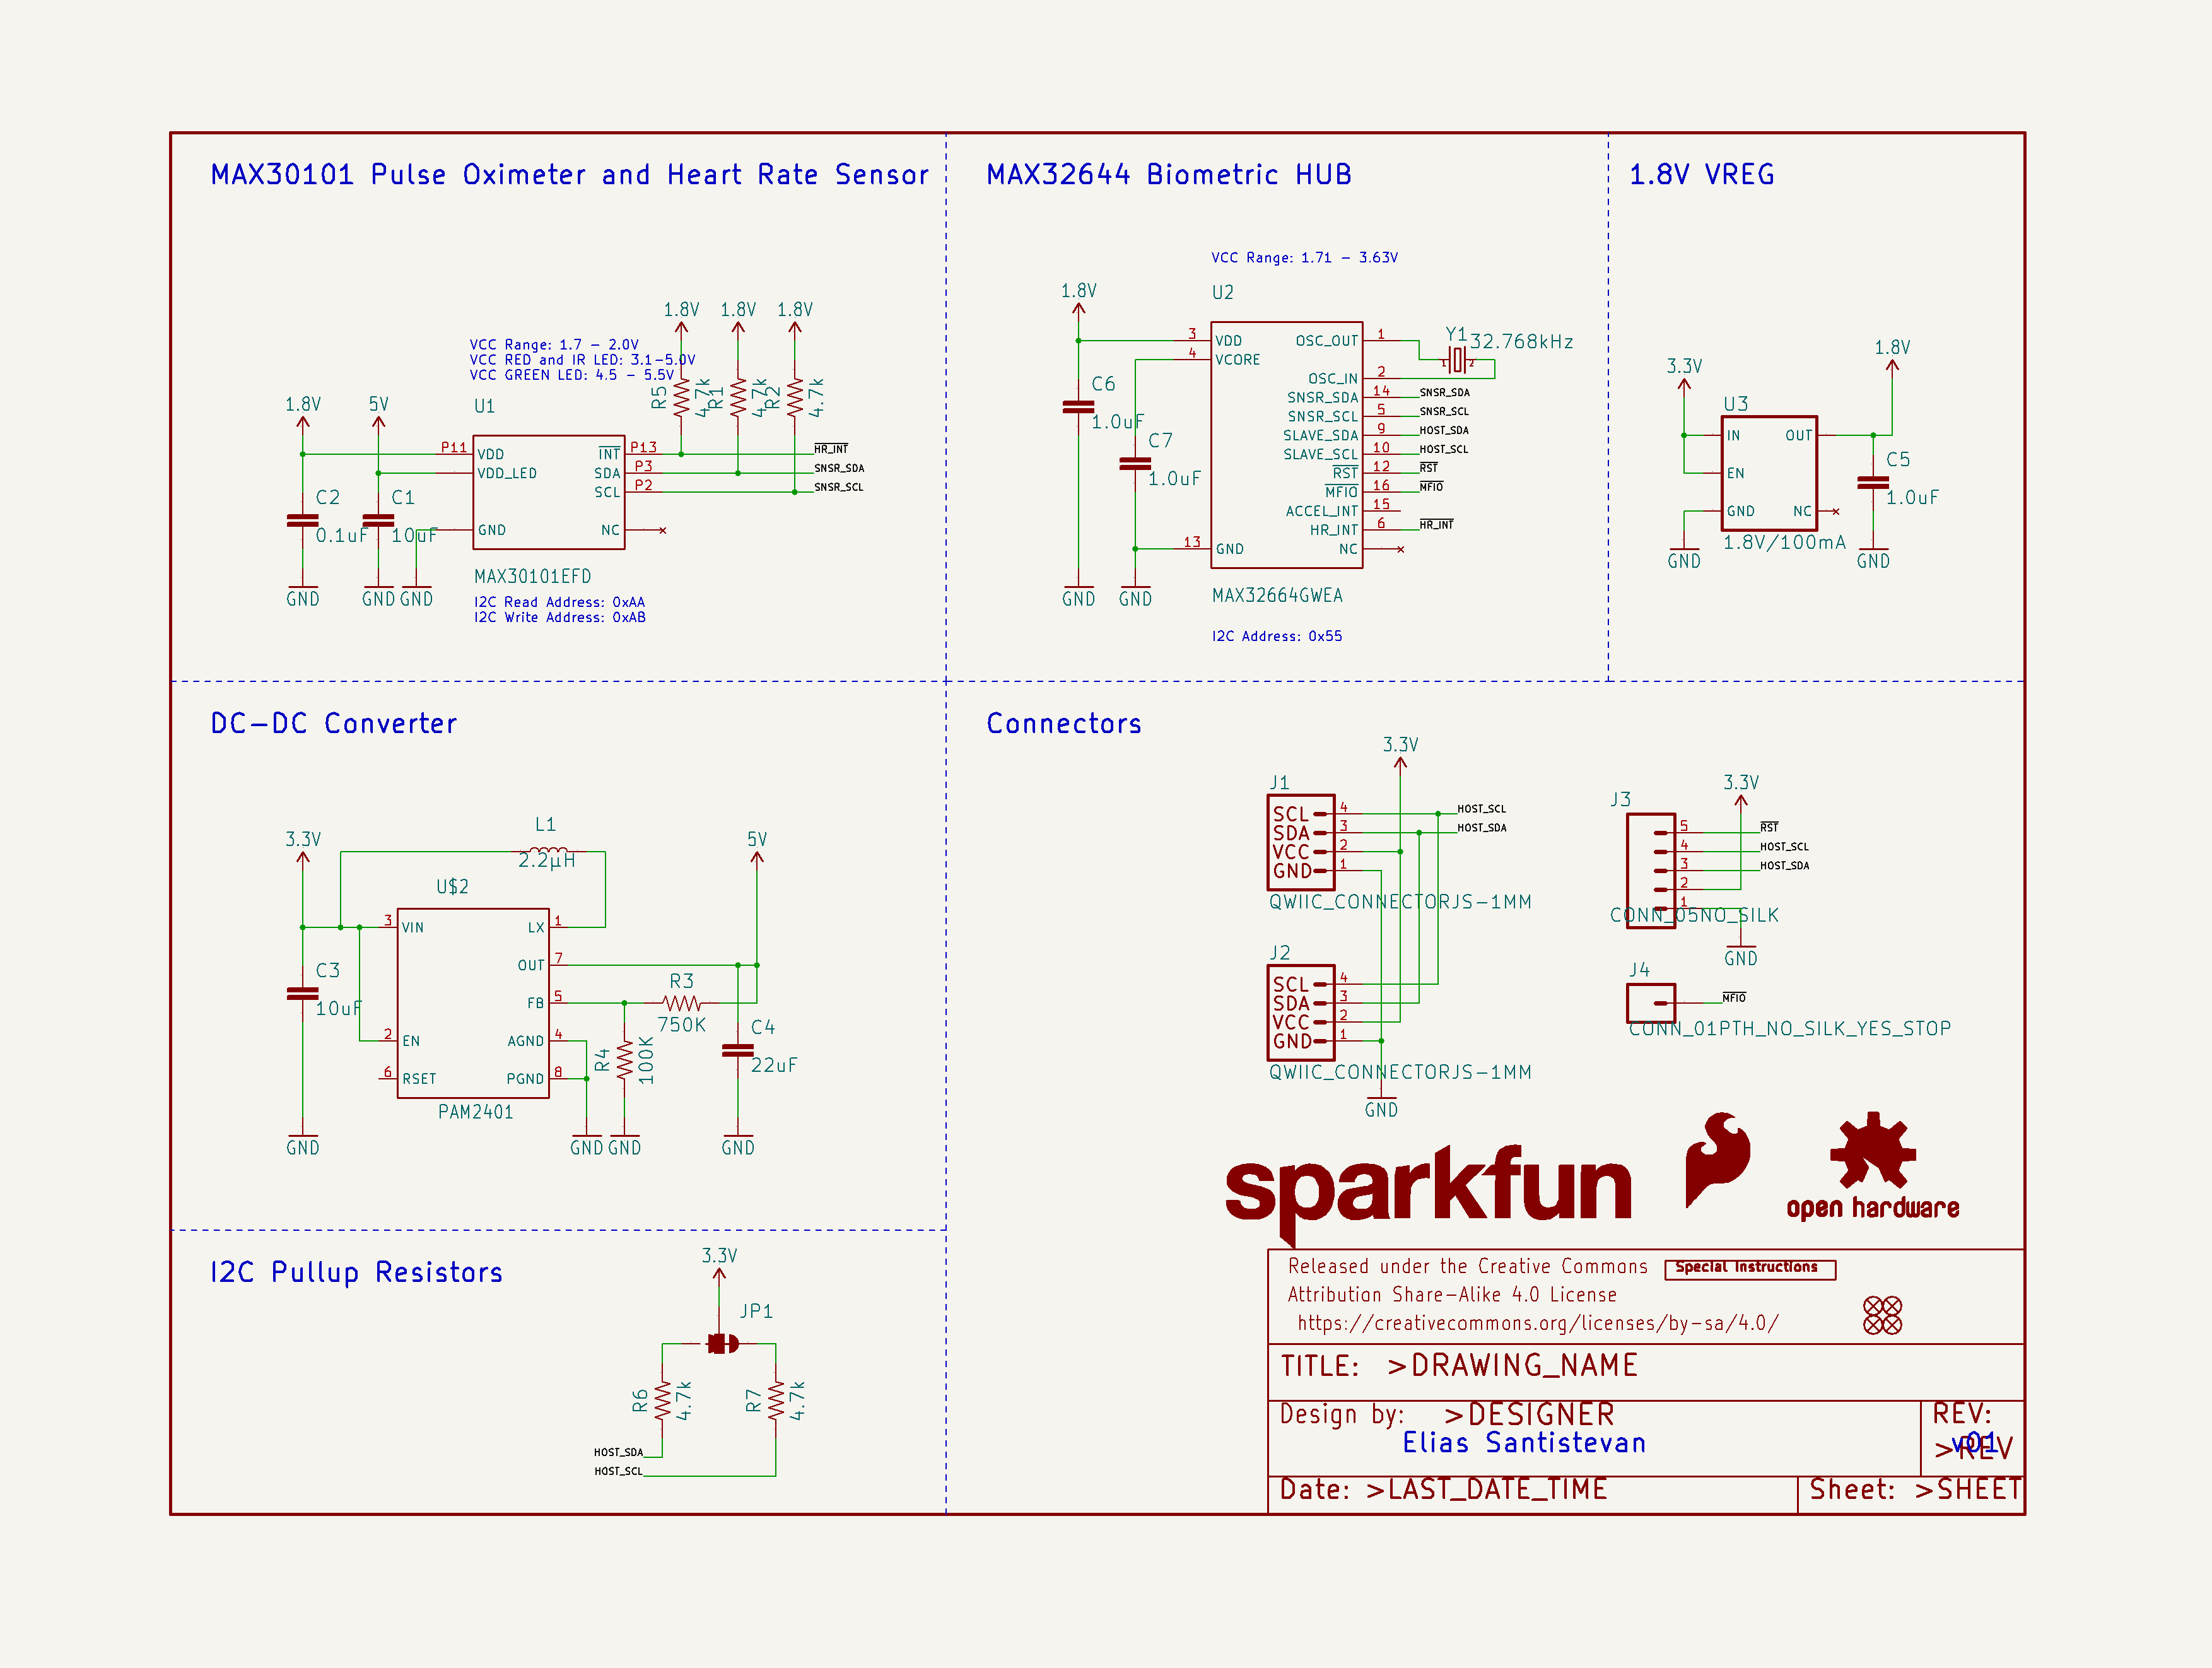 MAX30101 Pulse Oximeter and Heart Rate Sensor
1.8V
1.8V
1.8V
VCC Range: 1.7 - 2.0V
VCC RED and IR LED: 3.1-5.0V
VCC GREEN LED: 4.5 - 5.5V
R5
4.7k
R1
4.7k
R2
4.7k
1.8V
5V
U1
P11
VDD
VDD_LED
GND
INT
SDA
SCL
NC
P13
P3
P2
HR_INT
SNSR_SDA
SNSR_SCL
C2
0.1uF
C1
10uF
GND
GND
GND
MAX30101EFD
I2C Read Address: 0xAA
I2C Write Address: 0xAB
MAX32644 Biometric HUB
VCC Range: 1.71 - 3.63V
1.8V
U2
3
VDD
4
VCORE
13
GND
OSC_OUT
1
OSC_IN
2
SNSR_SDA
14
SNSR_SDA
SNSR_SCL
5
SNSR_SCL
SLAVE_SDA
9
HOST_SDA
SLAVE_SCL
10
HOST_SCL
RST
12
RST
MFIO
16
MFIO
ACCEL_INT
15
HR_INT
6
HR_INT
NC
Y1
32.768kHz
1
2
C6
1.0uF
C7
1.0uF
GND
GND
MAX32664GWEA
I2C Address: 0x55
1.8V VREG
3.3V
1.8V
U3
IN
OUT
EN
GND
NC
1.8V/100mA
C5
1.0uF
GND
GND
DC-DC Converter
3.3V
L1
2.2µH
5V
U$2
3
VIN
2
EN
6
RSET
LX
1
OUT
7
FB
5
AGND
4
PGND
8
PAM2401
C3
10uF
R3
750K
R4
100K
C4
22uF
GND
GND
GND
GND
Connectors
3.3V
J1
SCL
4
HOST_SCL
SDA
3
HOST_SDA
VCC
2
GND
1
QWIIC_CONNECTORJS-1MM
J2
SCL
4
SDA
3
VCC
2
GND
1
QWIIC_CONNECTORJS-1MM
GND
3.3V
J3
5
RST
4
HOST_SCL
3
HOST_SDA
2
1
CONN_05NO_SILK
GND
J4
MFIO
CONN_01PTH_NO_SILK_YES_STOP
I2C Pullup Resistors
3.3V
JP1
R6
4.7k
R7
4.7k
HOST_SDA
HOST_SCL
sparkfun
open hardware
Released under the Creative Commons
Attribution Share-Alike 4.0 License
https://creativecommons.org/licenses/by-sa/4.0/
Special Instructions
TITLE: >DRAWING_NAME
Design by: >DESIGNER
Elias Santistevan
REV:
>REV
v01
Date: >LAST_DATE_TIME
Sheet: >SHEET